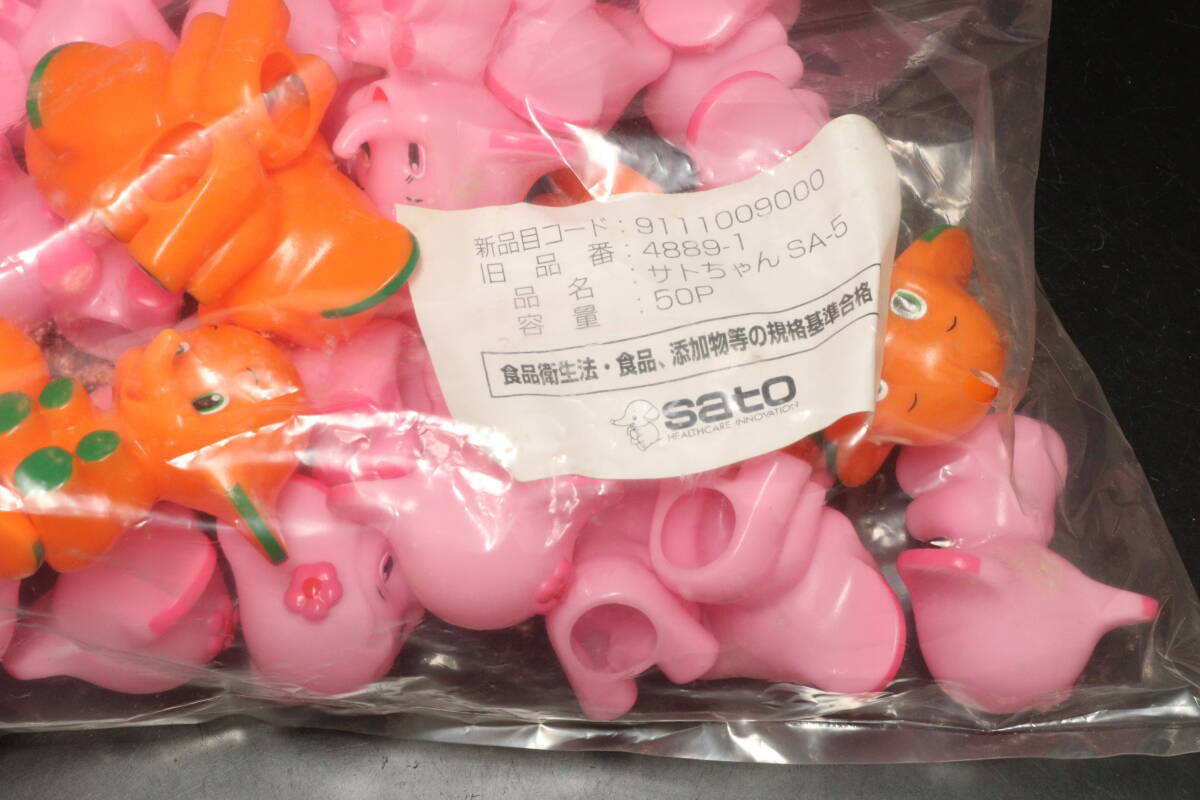 新品目コード：9111009000
旧品番：4889-1
品名：サトちゃん SA-5
容量：50P
食品衛生法・食品、添加物等の規格基準合格
sato
HEALTHCARE INNOVATION